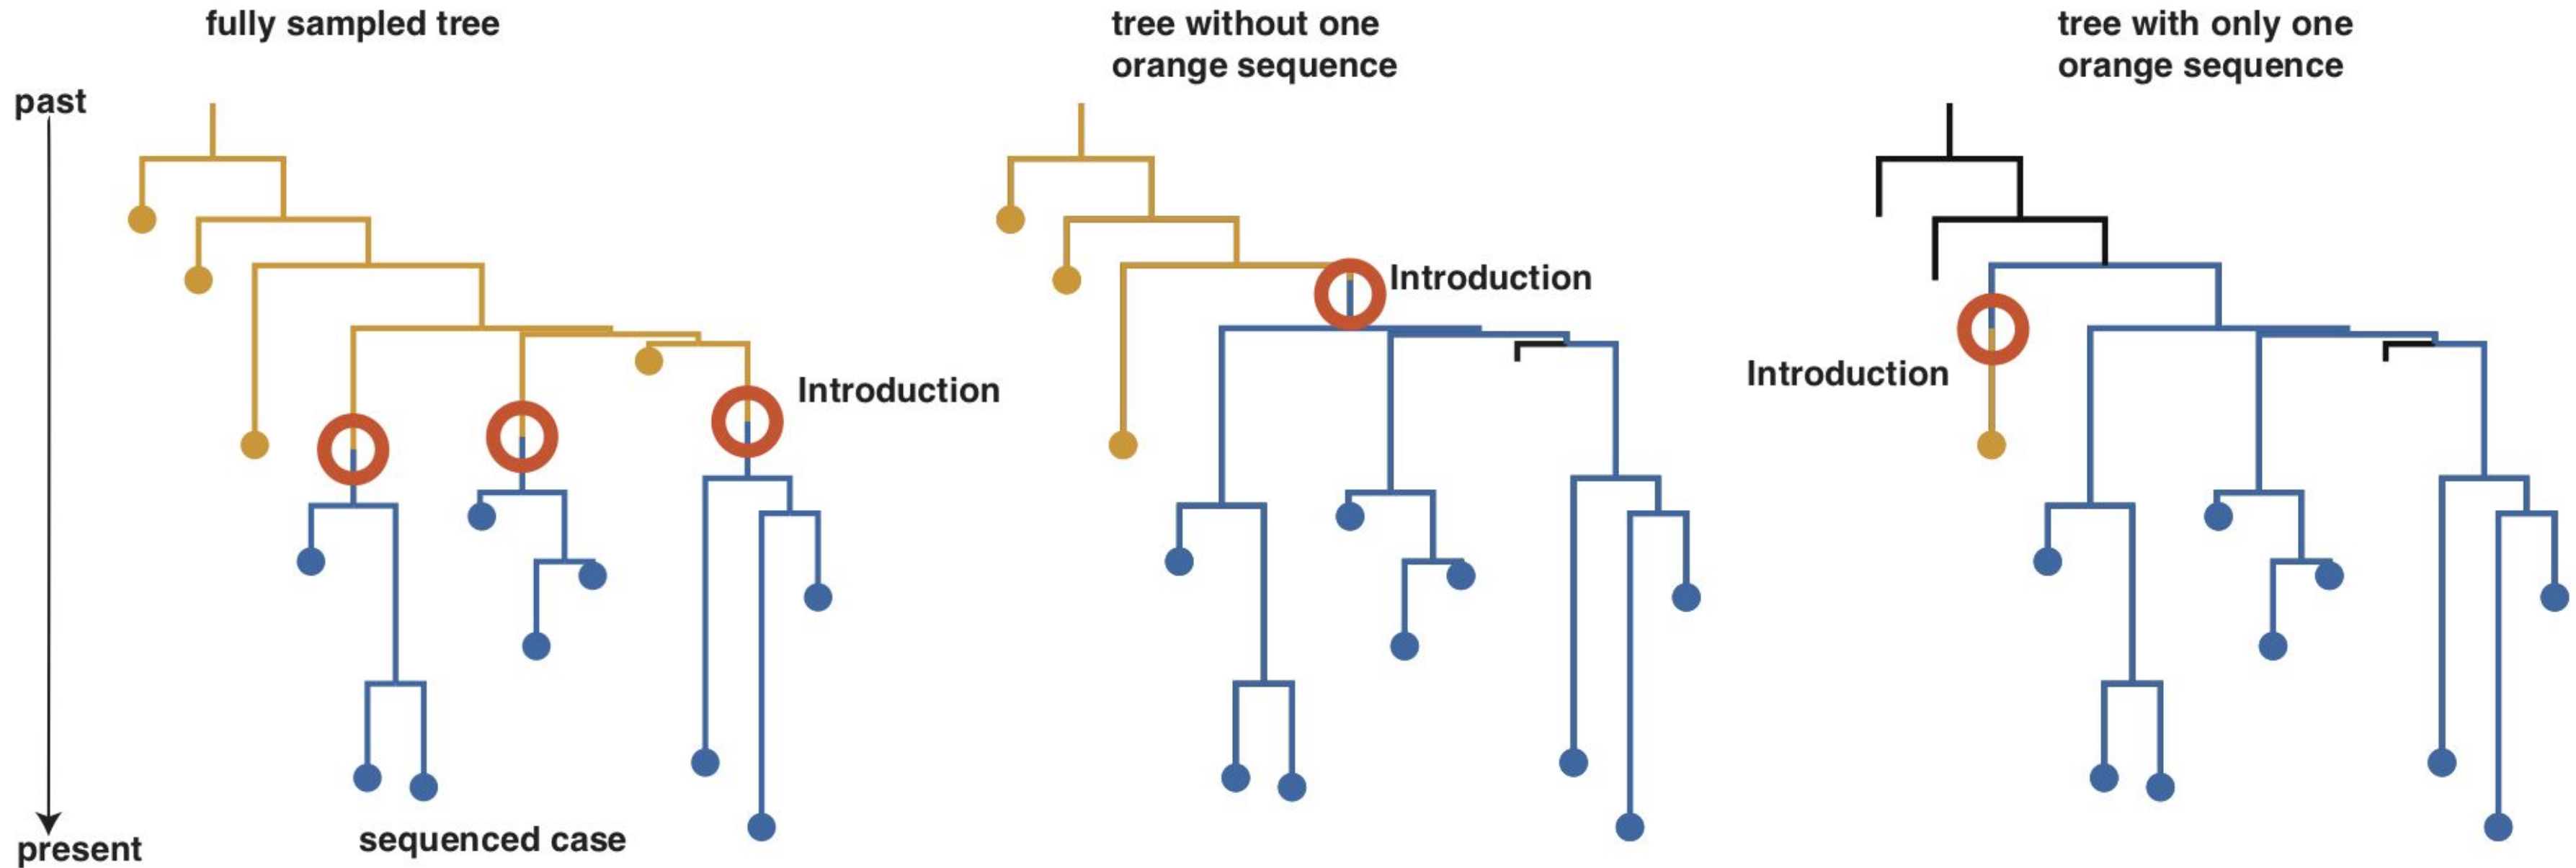 fully sampled tree
tree without one
orange sequence
tree with only one
orange sequence
past
Introduction
Introduction
Introduction
sequenced case
present